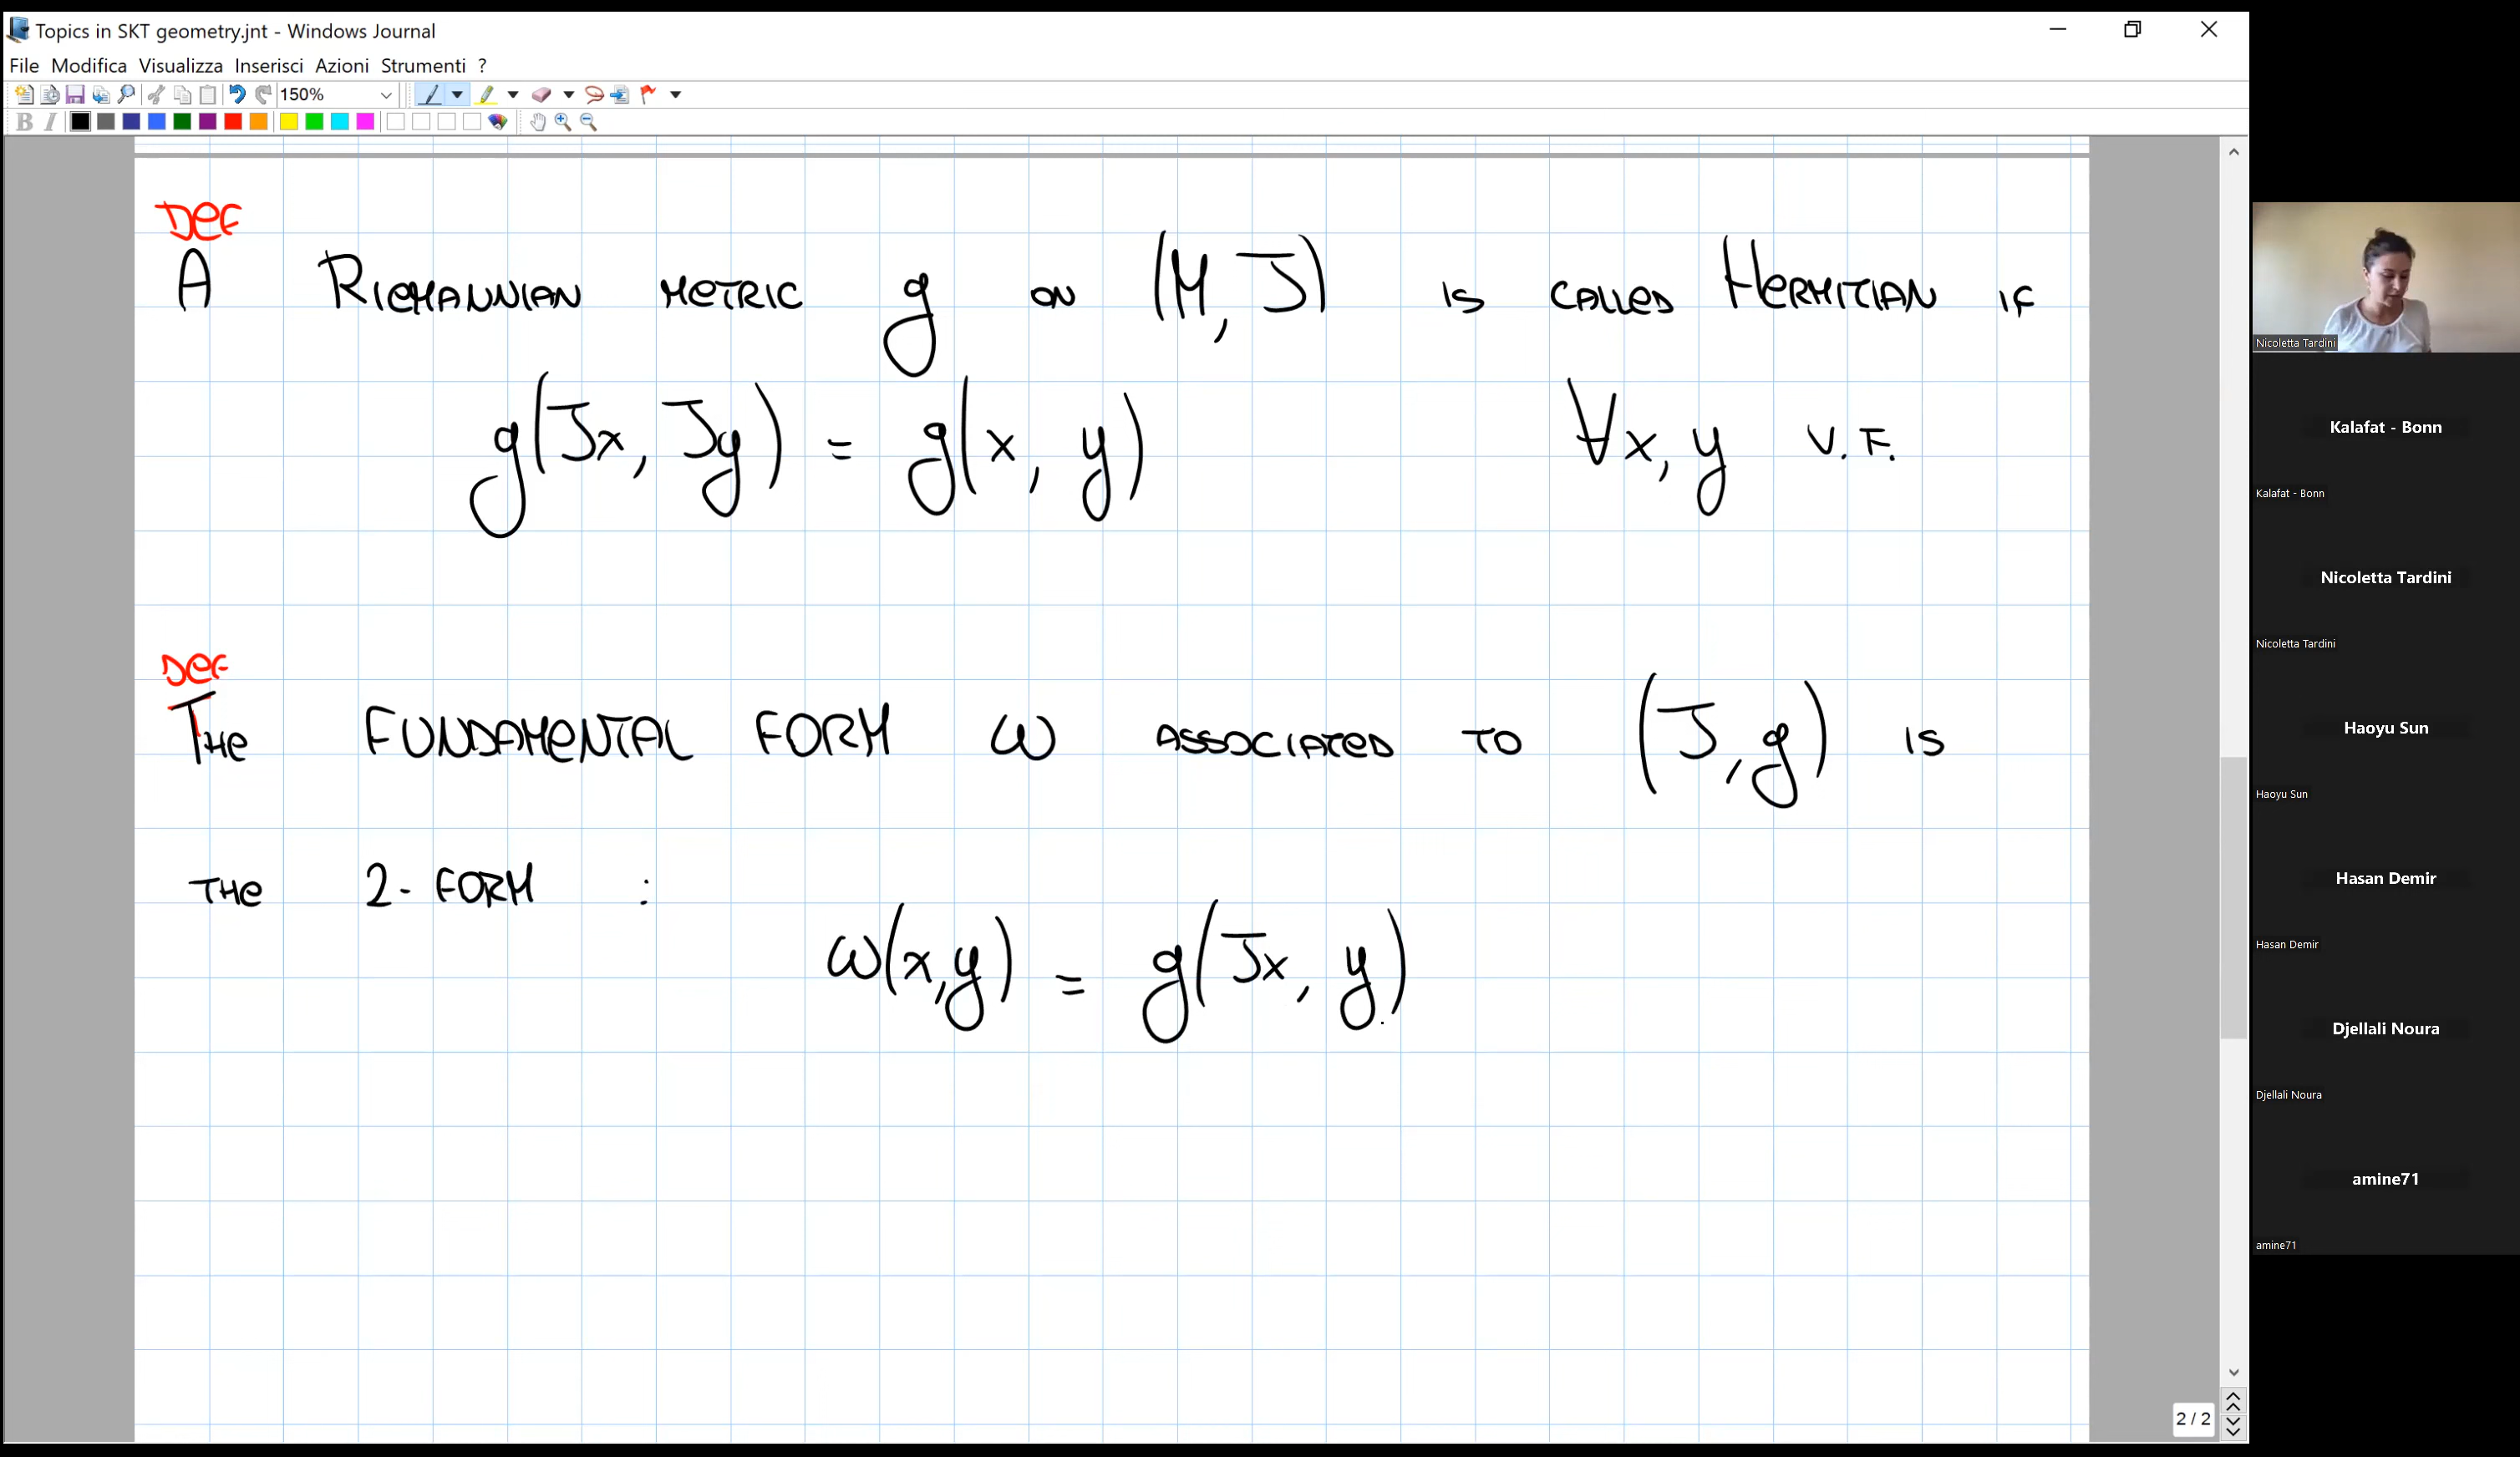 Topics in SKT geometry.jnt - Windows Journal
File Modifica Visualizza Inserisci Azioni Strumenti ?
150%
B I
Def
A Riemannian metric g on (M, J) is called Hermitian if
g(Jx, Jy) = g(x, y) ∀x, y v.f.
Def
The FUNDAMENTAL FORM ω associated to (J, g) is
the 2-FORM :
ω(x,y) = g(Jx, y)
2 / 2
Nicoletta Tardini
Kalafat - Bonn
Kalafat - Bonn
Nicoletta Tardini
Nicoletta Tardini
Haoyu Sun
Haoyu Sun
Hasan Demir
Hasan Demir
Djellali Noura
Djellali Noura
amine71
amine71